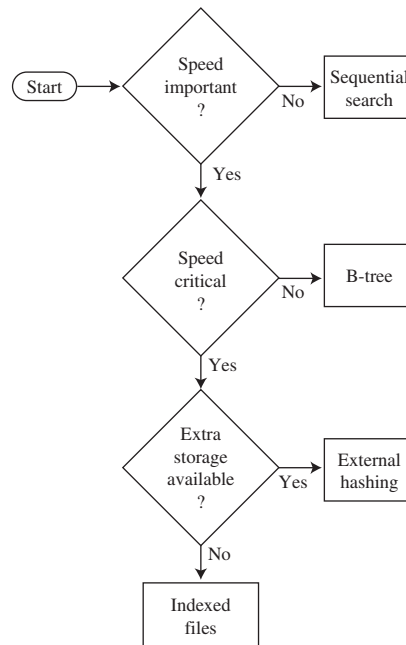 Start
Speed
important
?
No
Sequential
search
Yes
Speed
critical
?
No
B-tree
Yes
Extra
storage
available
?
Yes
External
hashing
No
Indexed
files